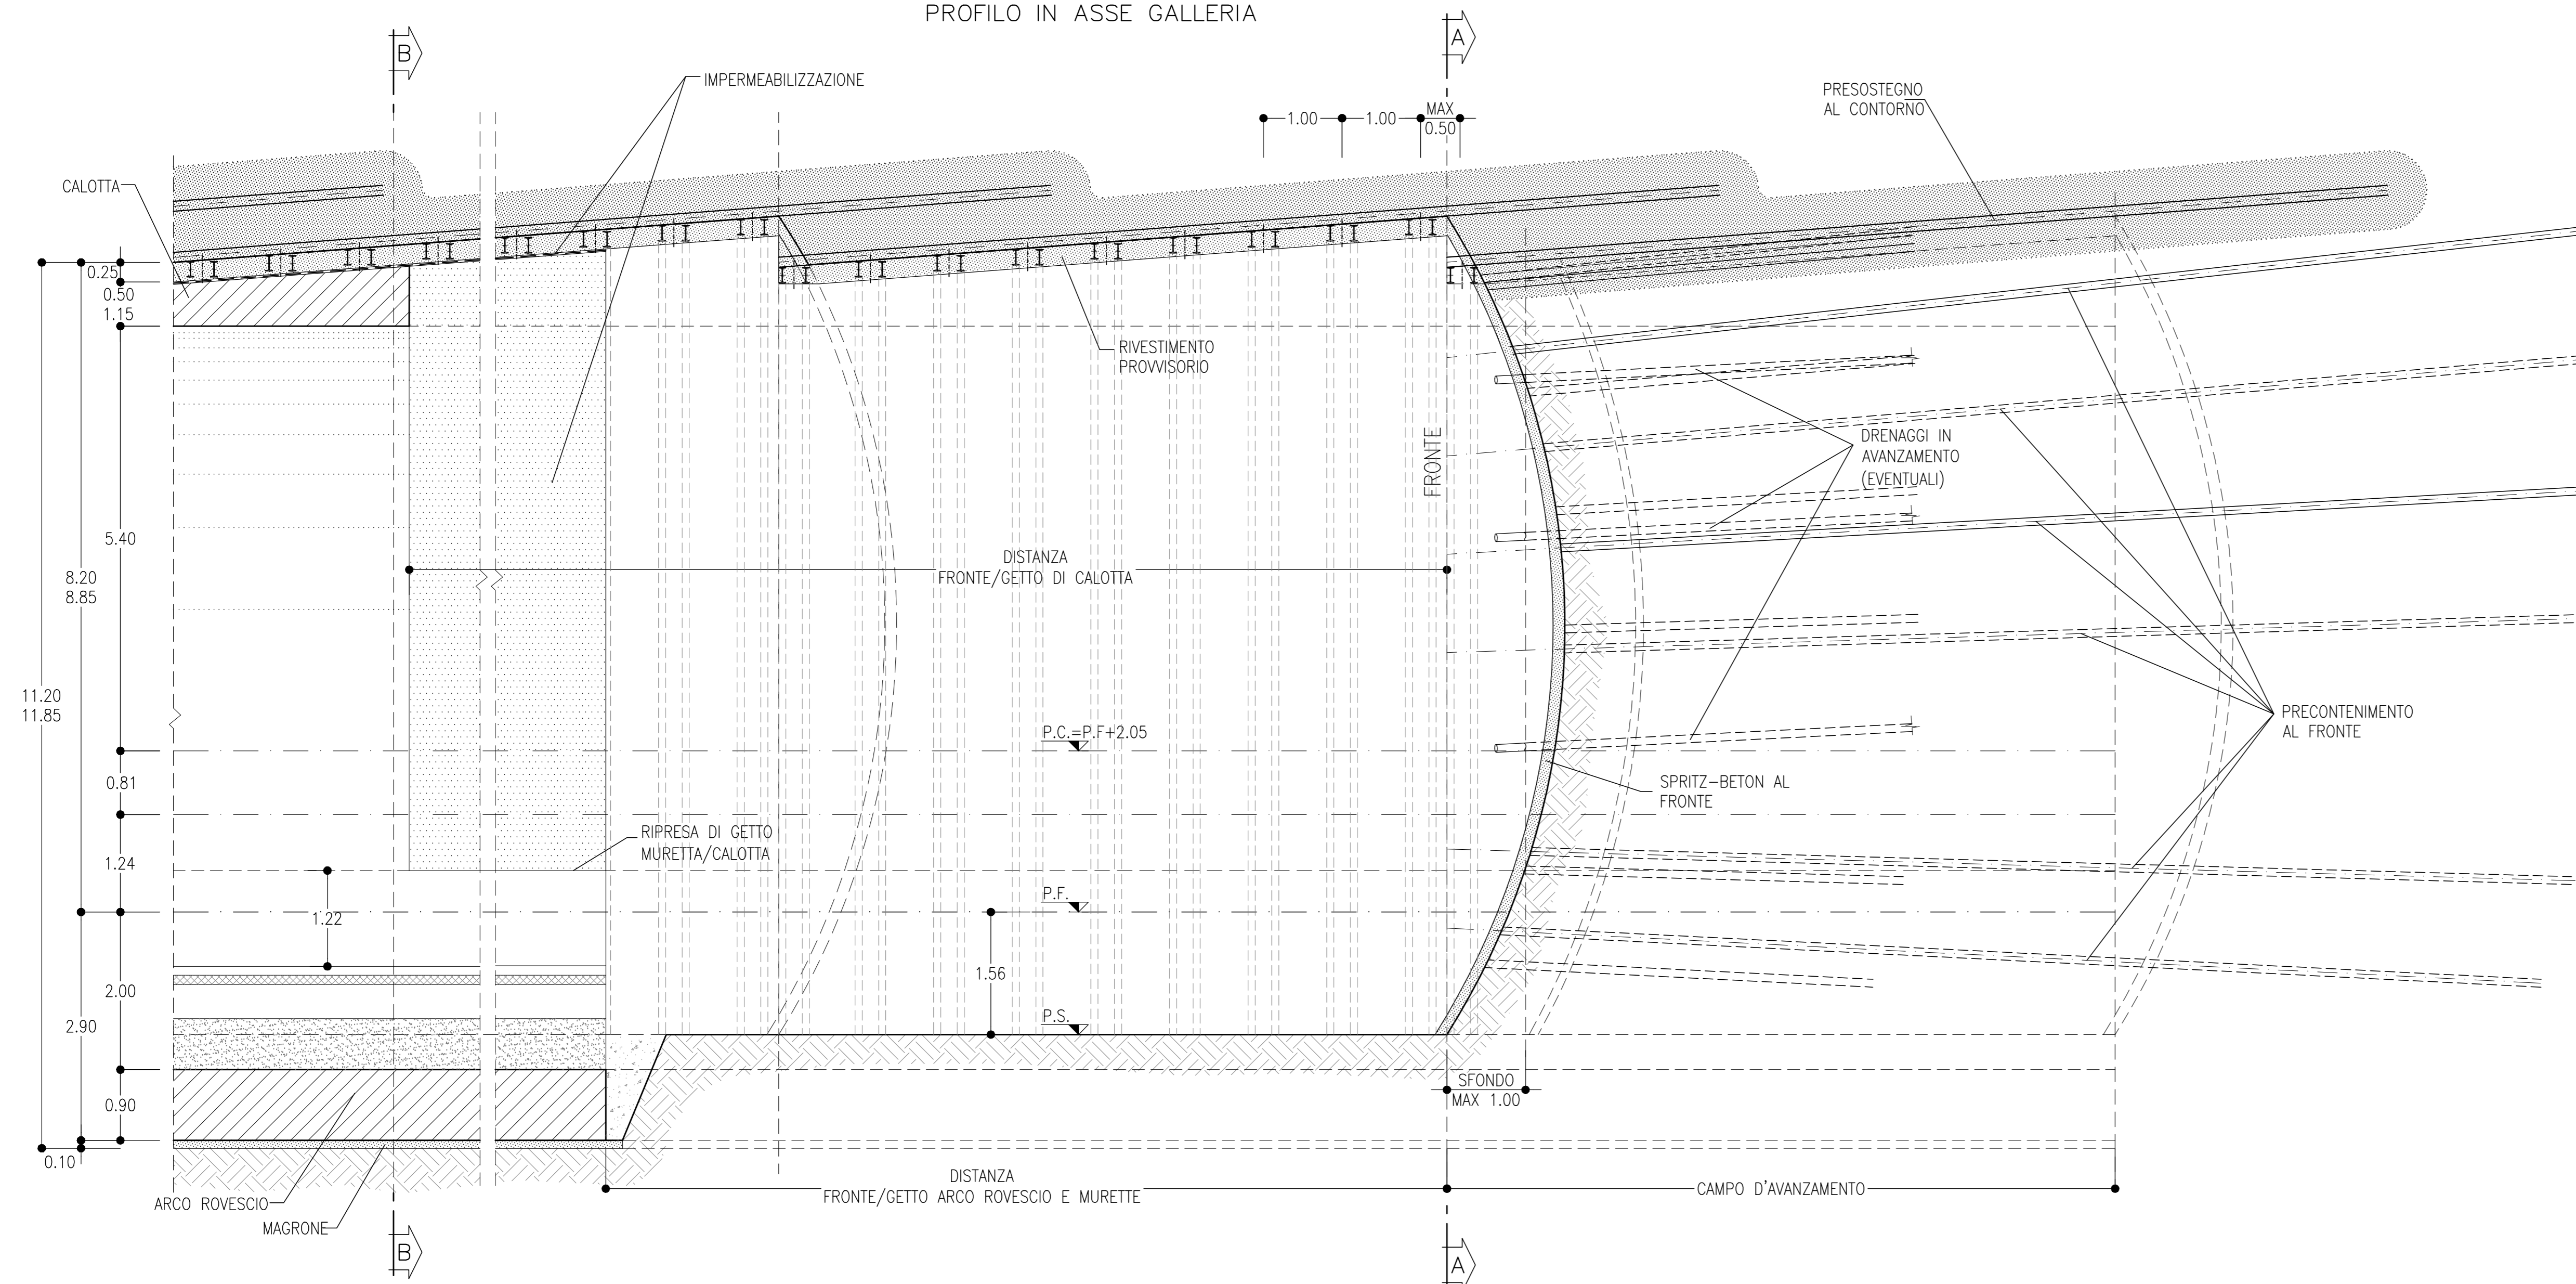 PROFILO IN ASSE GALLERIA
B
A
IMPERMEABILIZZAZIONE
PRESOSTEGNO
AL CONTORNO
1.00
1.00
MAX
0.50
CALOTTA
0.25
0.50
1.15
RIVESTIMENTO
PROVVISORIO
FRONTE
DRENAGGI IN
AVANZAMENTO
(EVENTUALI)
5.40
8.20
8.85
DISTANZA
FRONTE/GETTO DI CALOTTA
11.20
11.85
PRECONTENIMENTO
AL FRONTE
P.C.=P.F+2.05
0.81
SPRITZ-BETON AL
FRONTE
RIPRESA DI GETTO
MURETTA/CALOTTA
1.24
P.F.
1.22
1.56
2.00
2.90
P.S.
SFONDO
MAX 1.00
0.90
0.10
DISTANZA
FRONTE/GETTO ARCO ROVESCIO E MURETTE
CAMPO D'AVANZAMENTO
ARCO ROVESCIO
MAGRONE
B
A